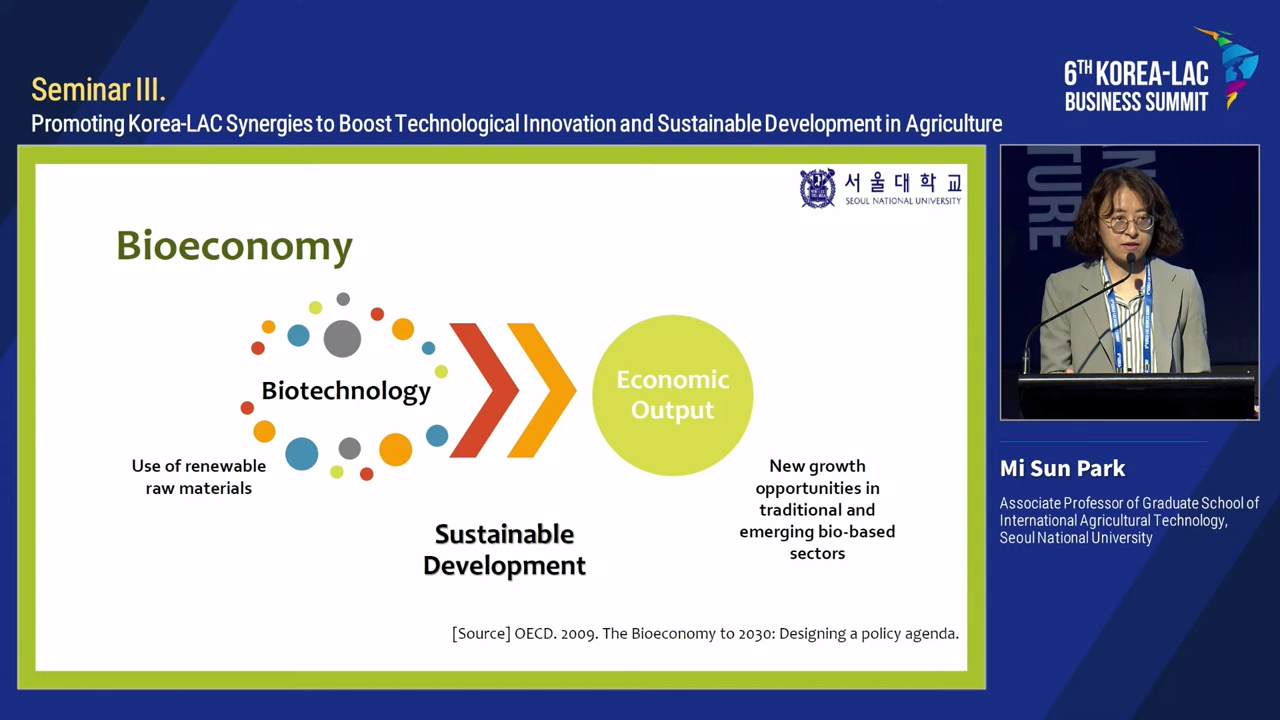 Seminar III.
Promoting Korea-LAC Synergies to Boost Technological Innovation and Sustainable Development in Agriculture
6TH KOREA-LAC
BUSINESS SUMMIT
서울대학교
SEOUL NATIONAL UNIVERSITY
Bioeconomy
Biotechnology
Economic
Output
Use of renewable
raw materials
New growth
opportunities in
traditional and
emerging bio-based
sectors
Sustainable
Development
[Source] OECD. 2009. The Bioeconomy to 2030: Designing a policy agenda.
TURE
Mi Sun Park
Associate Professor of Graduate School of
International Agricultural Technology,
Seoul National University